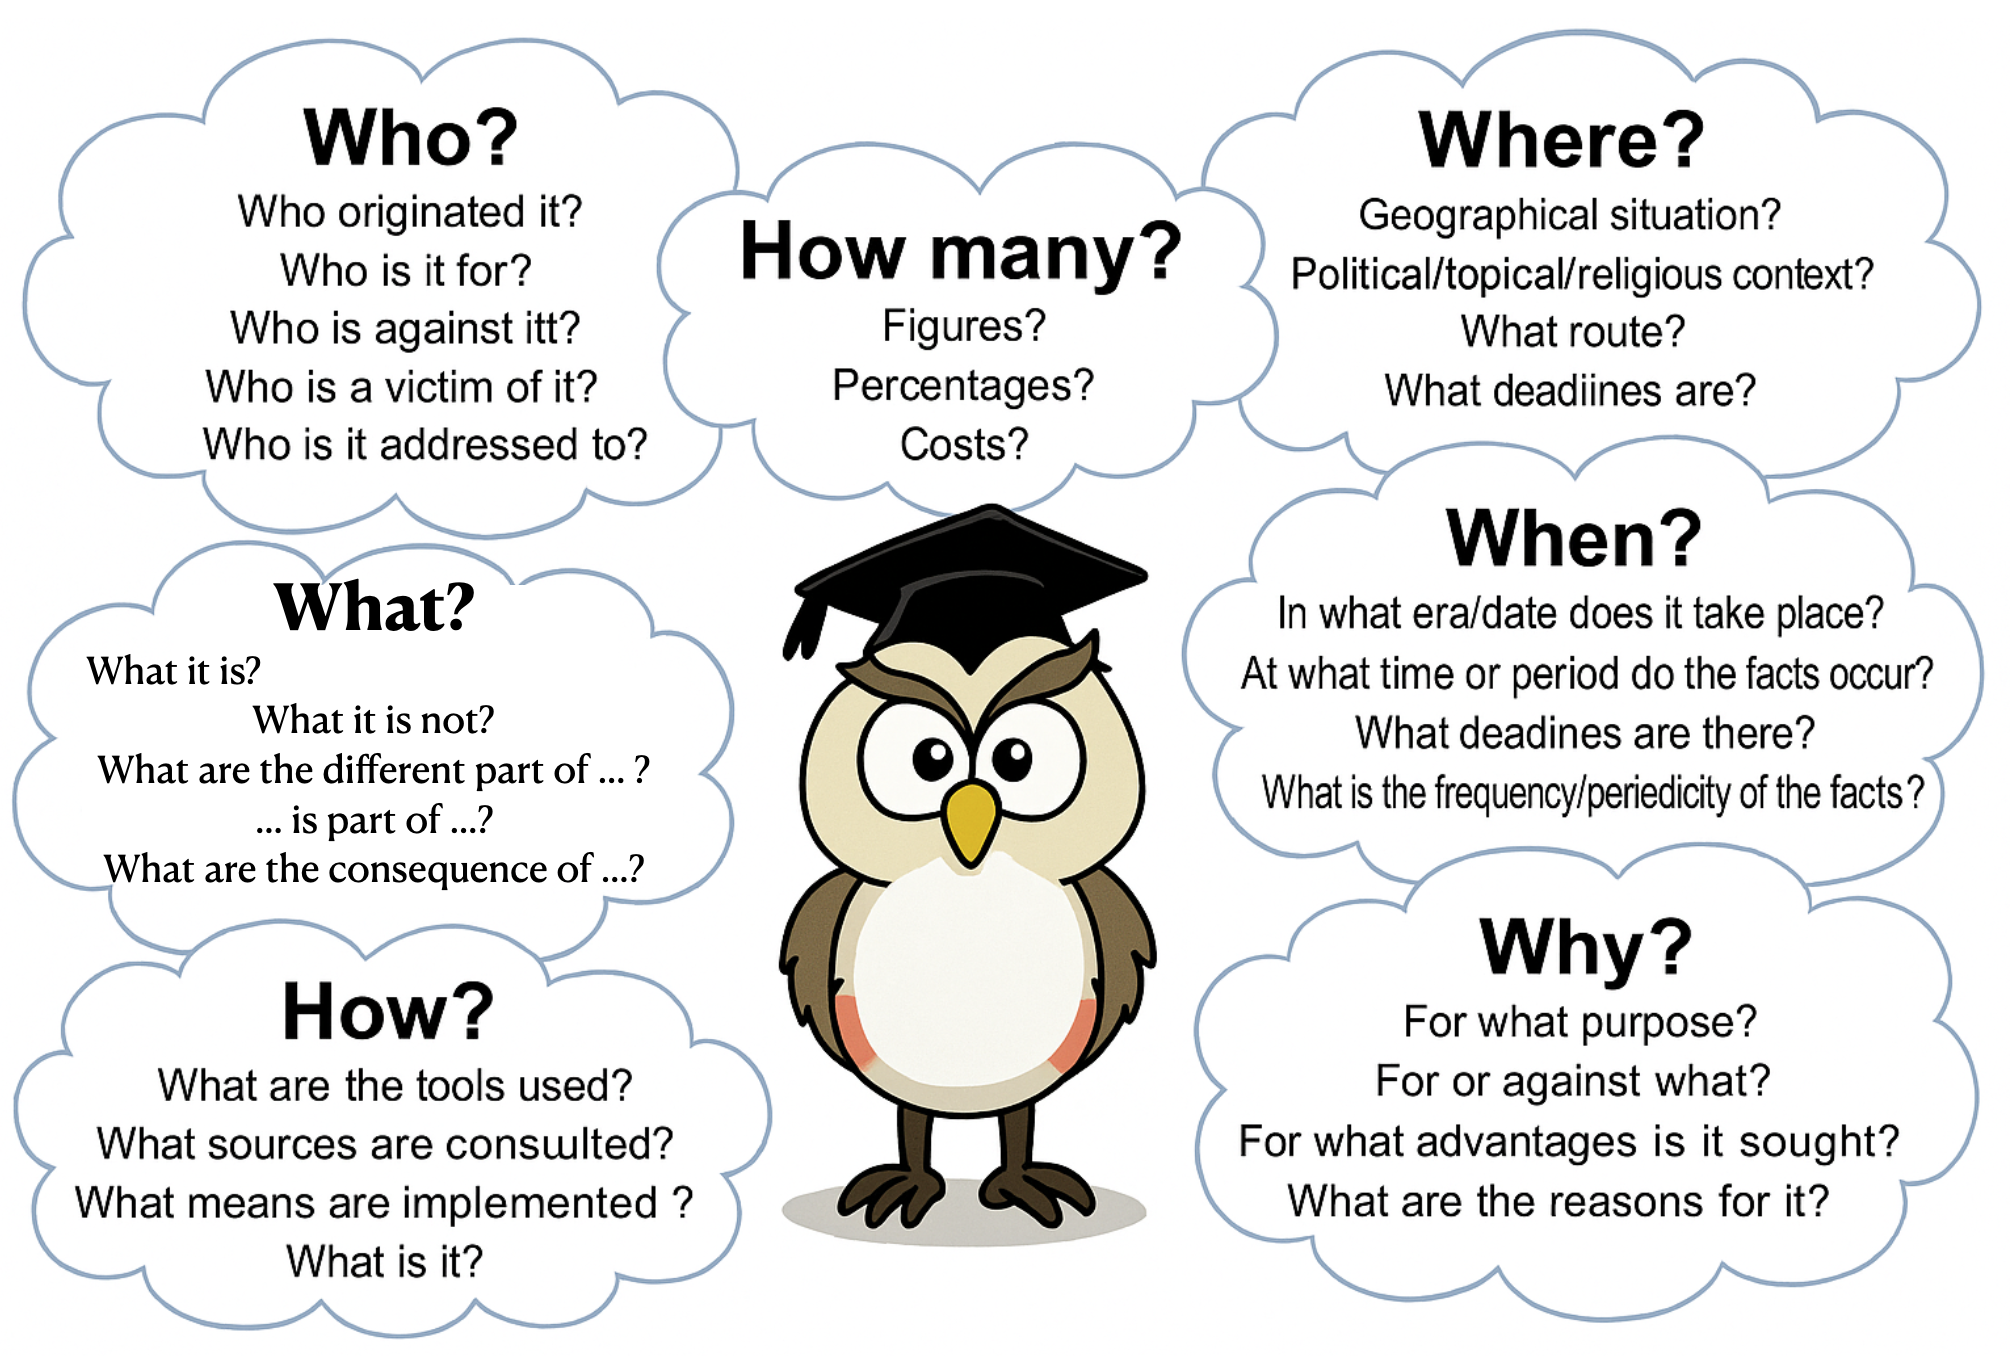 Who?
Who originated it?
Who is it for?
Who is against itt?
Who is a victim of it?
Who is it addressed to?
How many?
Figures?
Percentages?
Costs?
Where?
Geographical situation?
Political/topical/religious context?
What route?
What deadiines are?
What?
What it is?
What it is not?
What are the different part of ... ?
... is part of ...?
What are the consequence of ...?
When?
In what era/date does it take place?
At what time or period do the facts occur?
What deadines are there?
What is the frequency/periedicity of the facts?
How?
What are the tools used?
What sources are consuulted?
What means are implemented ?
What is it?
Why?
For what purpose?
For or against what?
For what advantages is it sought?
What are the reasons for it?